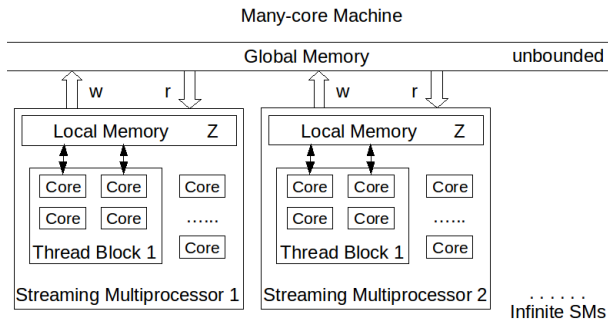 Many-core Machine
Global Memory unbounded
w r w r
Local Memory Z Local Memory Z
Core Core Core Core Core Core
Core Core ...... Core Core ......
Core Core
Thread Block 1 Thread Block 1
Streaming Multiprocessor 1 Streaming Multiprocessor 2 . . . . . .
Infinite SMs